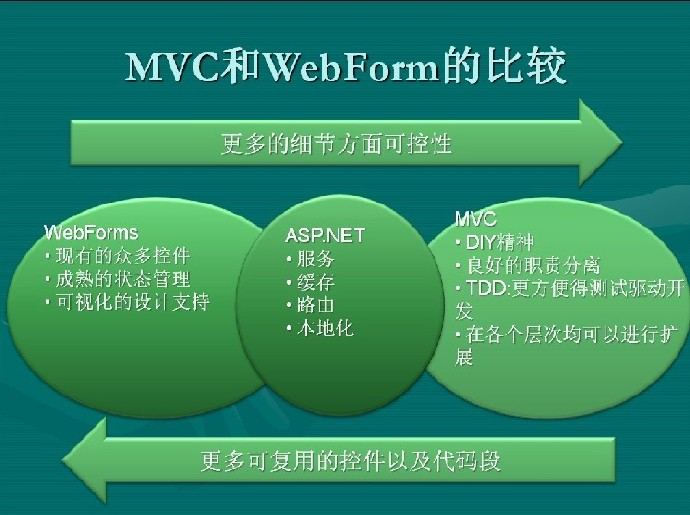 MVC和WebForm的比较
更多的细节方面可控性
WebForms
• 现有的众多控件
• 成熟的状态管理
• 可视化的设计支持
ASP.NET
• 服务
• 缓存
• 路由
• 本地化
MVC
• DIY精神
• 良好的职责分离
• TDD:更方便得测试驱动开
发
• 在各个层次均可以进行扩
展
更多可复用的控件以及代码段